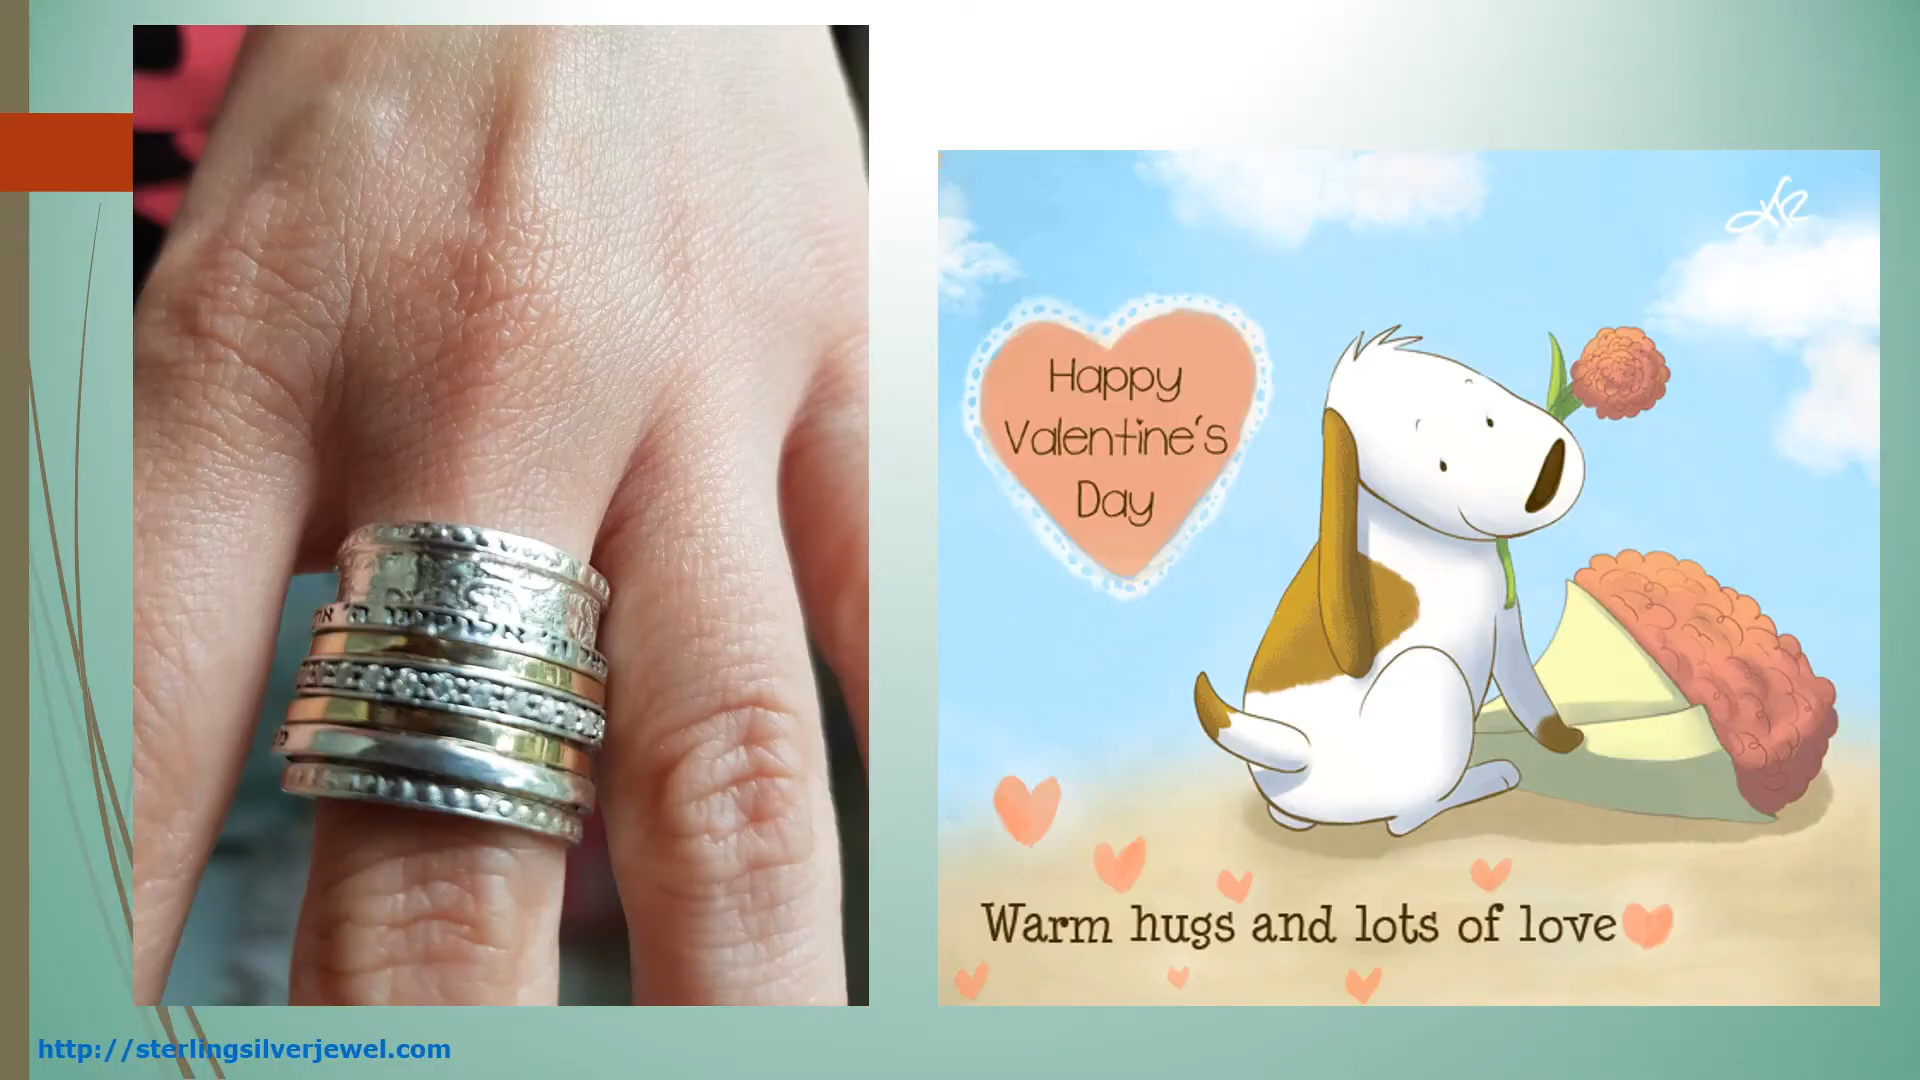 Happy
Valentine's
Day
Warm hugs and lots of love
http://sterlingsilverjewel.com